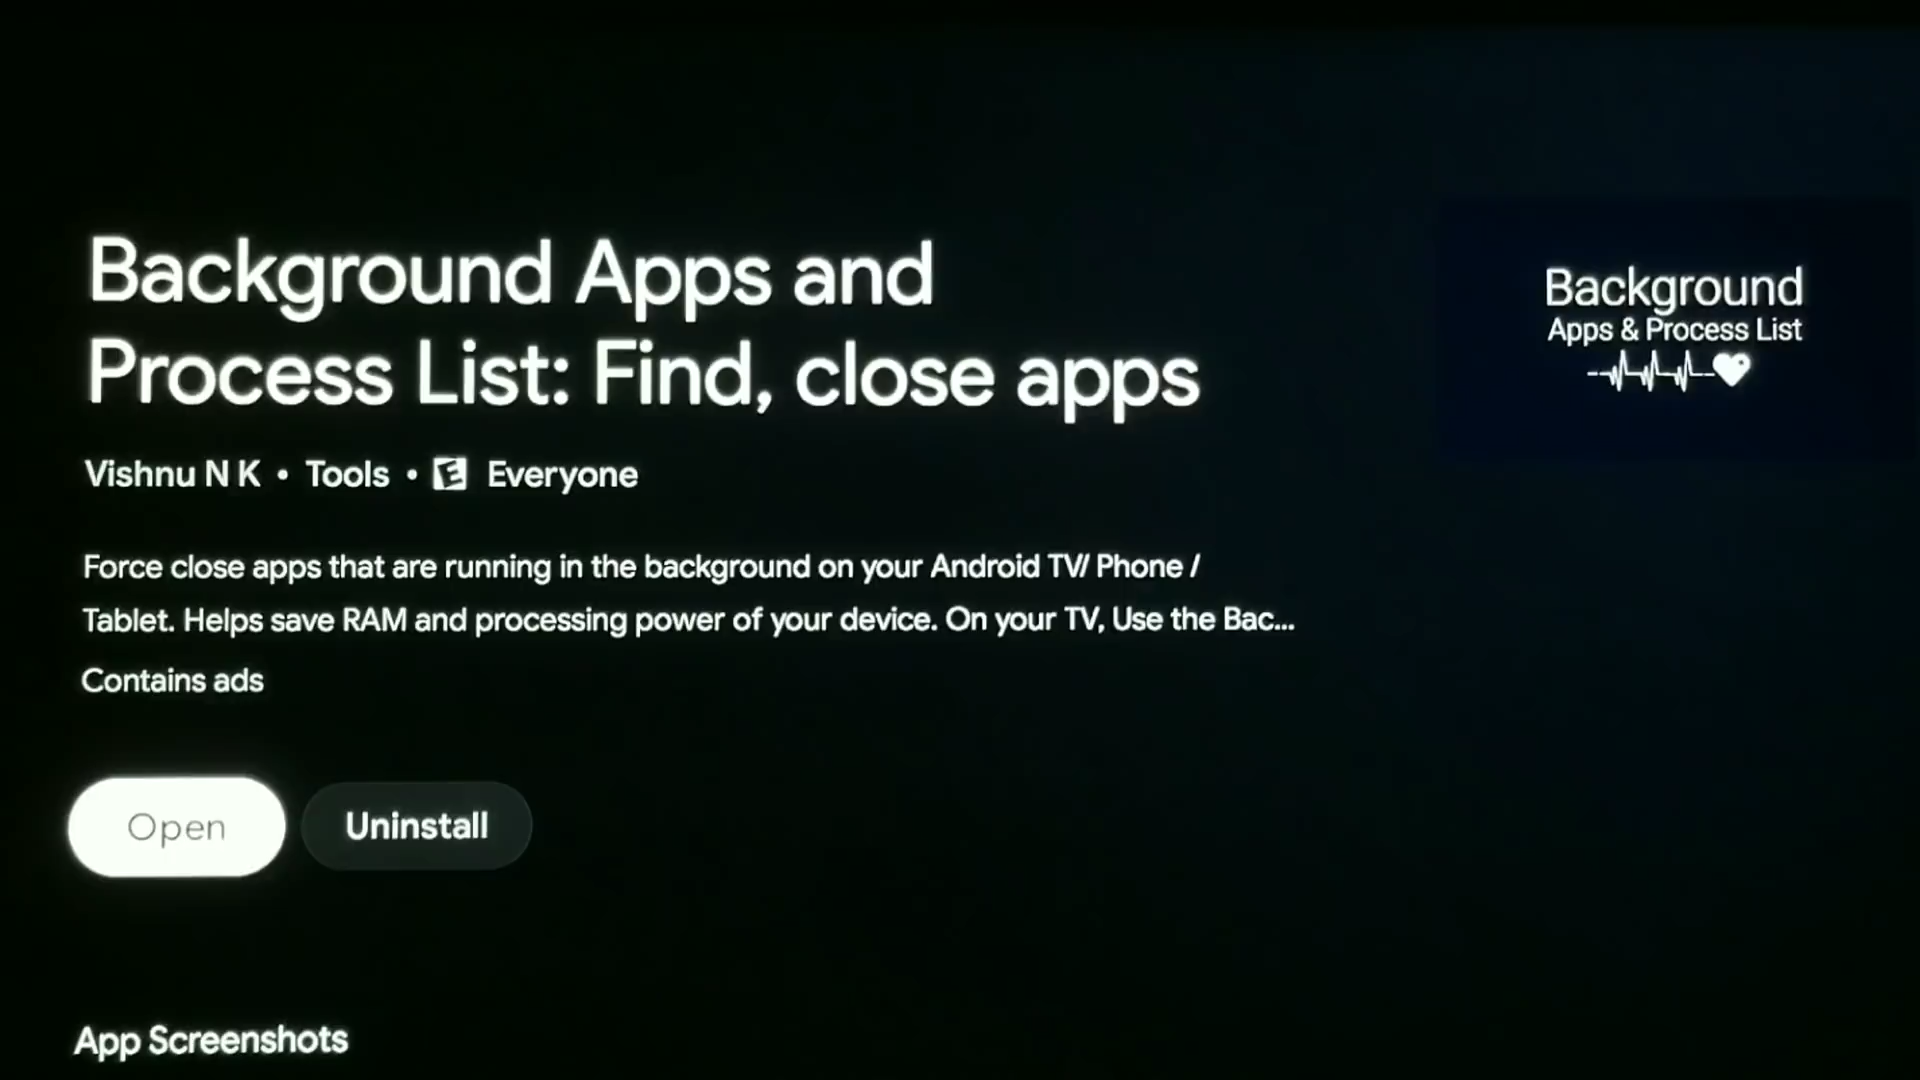 Background Apps and
Process List: Find, close apps
Background
Apps & Process List
Vishnu N K • Tools • E Everyone
Force close apps that are running in the background on your Android TV/ Phone /
Tablet. Helps save RAM and processing power of your device. On your TV, Use the Bac...
Contains ads
Open
Uninstall
App Screenshots